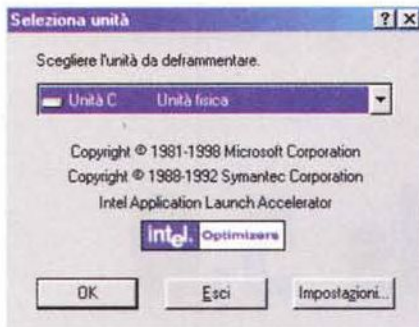 Seleziona unità
Scegliere l'unità da deframmentare.
Unità C Unità fisica
Copyright © 1981-1998 Microsoft Corporation
Copyright © 1988-1992 Symantec Corporation
Intel Application Launch Accelerator
intel. Optimizers
OK Esci Impostazioni...